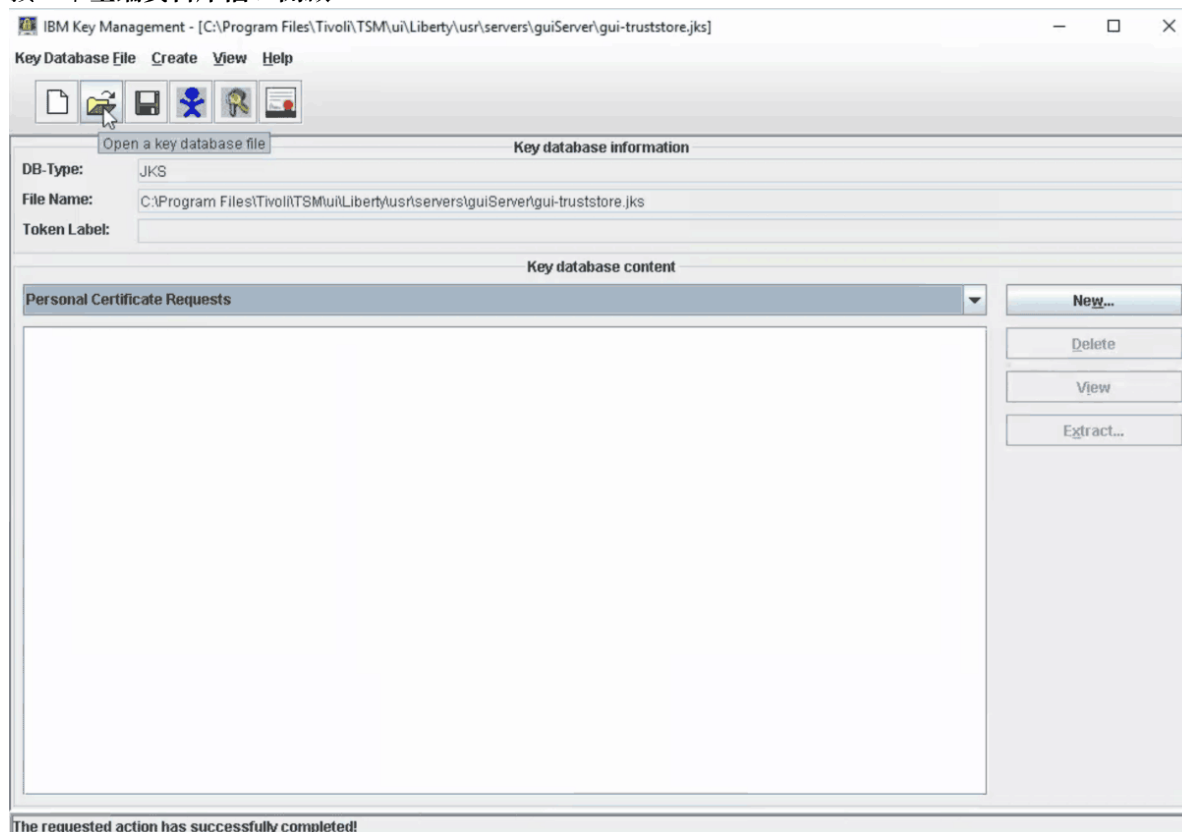 IBM Key Management - [C:\Program Files\Tivoli\TSM\ui\Liberty\usr\servers\guiServer\gui-truststore.jks]
Key Database File Create View Help
Open a key database file
Key database information
DB-Type: JKS
File Name: C:\Program Files\Tivoli\TSM\ui\Liberty\usr\servers\guiServer\gui-truststore.jks
Token Label:
Key database content
Personal Certificate Requests
New...
Delete
View
Extract...
The requested action has successfully completed!